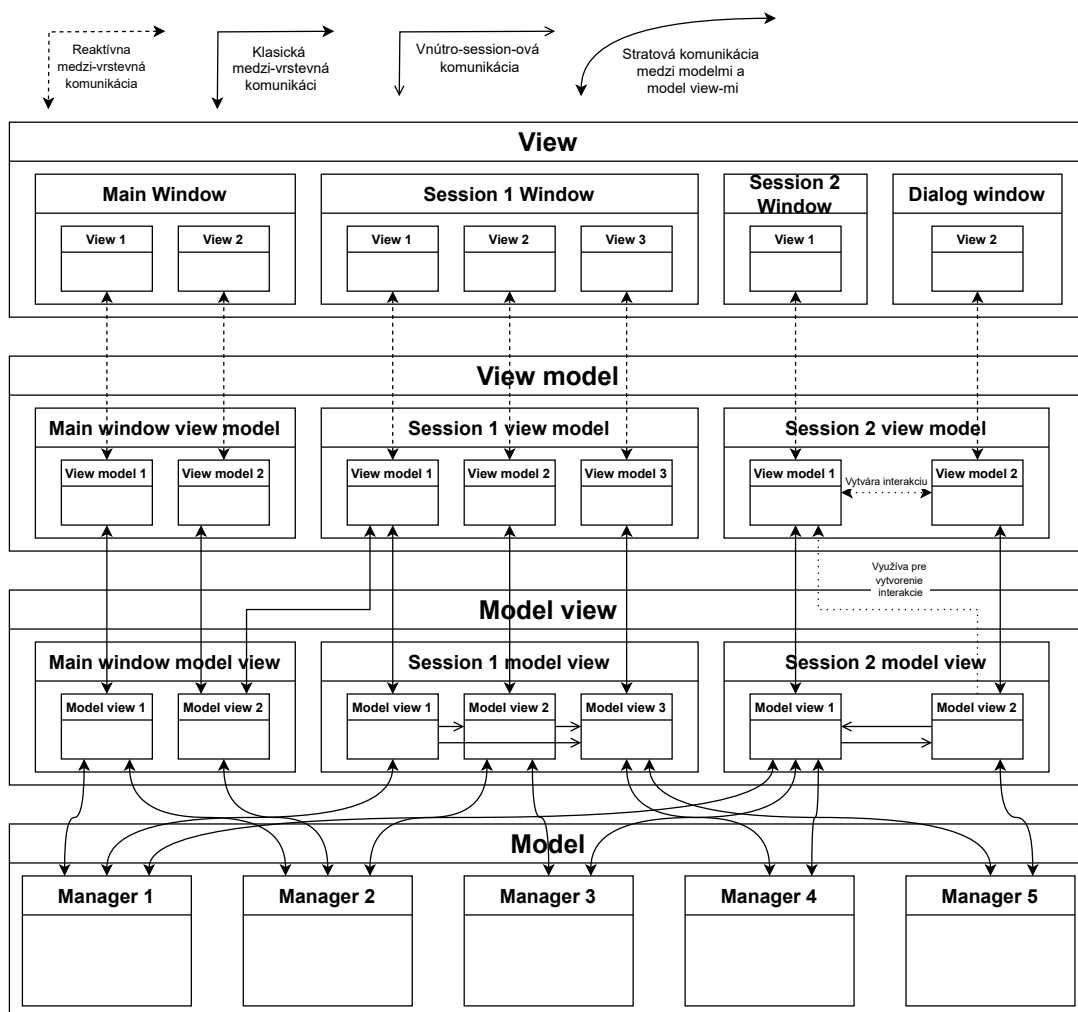 Reaktívna
medzi-vrstevná
komunikácia
Klasická
medzi-vrstevná
komunikáci
Vnútro-session-ová
komunikácia
Stratová komunikácia
medzi modelmi a
model view-mi
View
Main Window
Session 1 Window
Session 2
Window
Dialog window
View 1
View 2
View 1
View 2
View 3
View 1
View 2
View model
Main window view model
Session 1 view model
Session 2 view model
View model 1
View model 2
View model 1
View model 2
View model 3
View model 1
Vytvára interakciu
View model 2
Využíva pre
vytvorenie
interakcie
Model view
Main window model view
Session 1 model view
Session 2 model view
Model view 1
Model view 2
Model view 1
Model view 2
Model view 3
Model view 1
Model view 2
Model
Manager 1
Manager 2
Manager 3
Manager 4
Manager 5